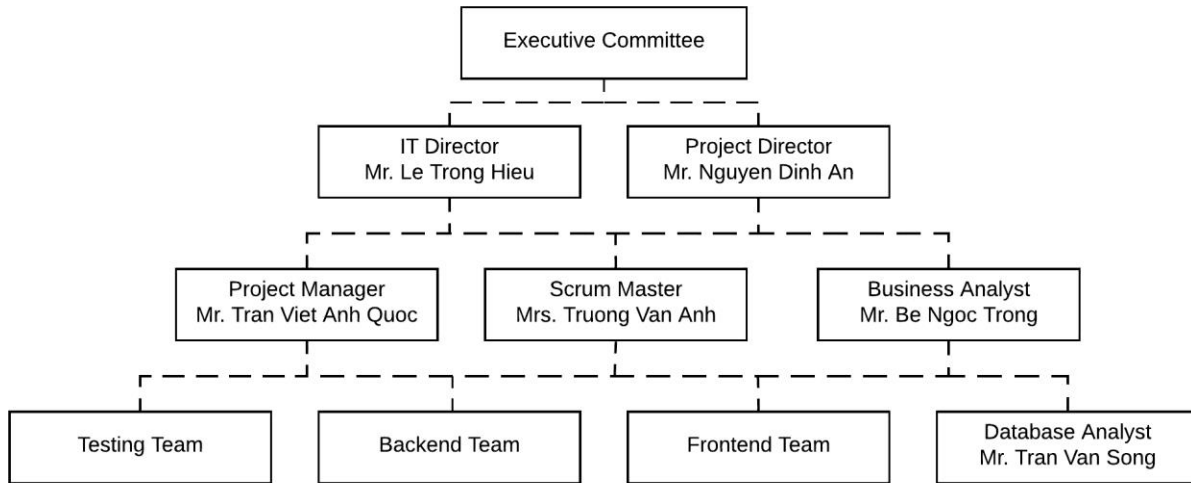 Executive Committee
IT Director
Mr. Le Trong Hieu
Project Director
Mr. Nguyen Dinh An
Project Manager
Mr. Tran Viet Anh Quoc
Scrum Master
Mrs. Truong Van Anh
Business Analyst
Mr. Be Ngoc Trong
Testing Team
Backend Team
Frontend Team
Database Analyst
Mr. Tran Van Song